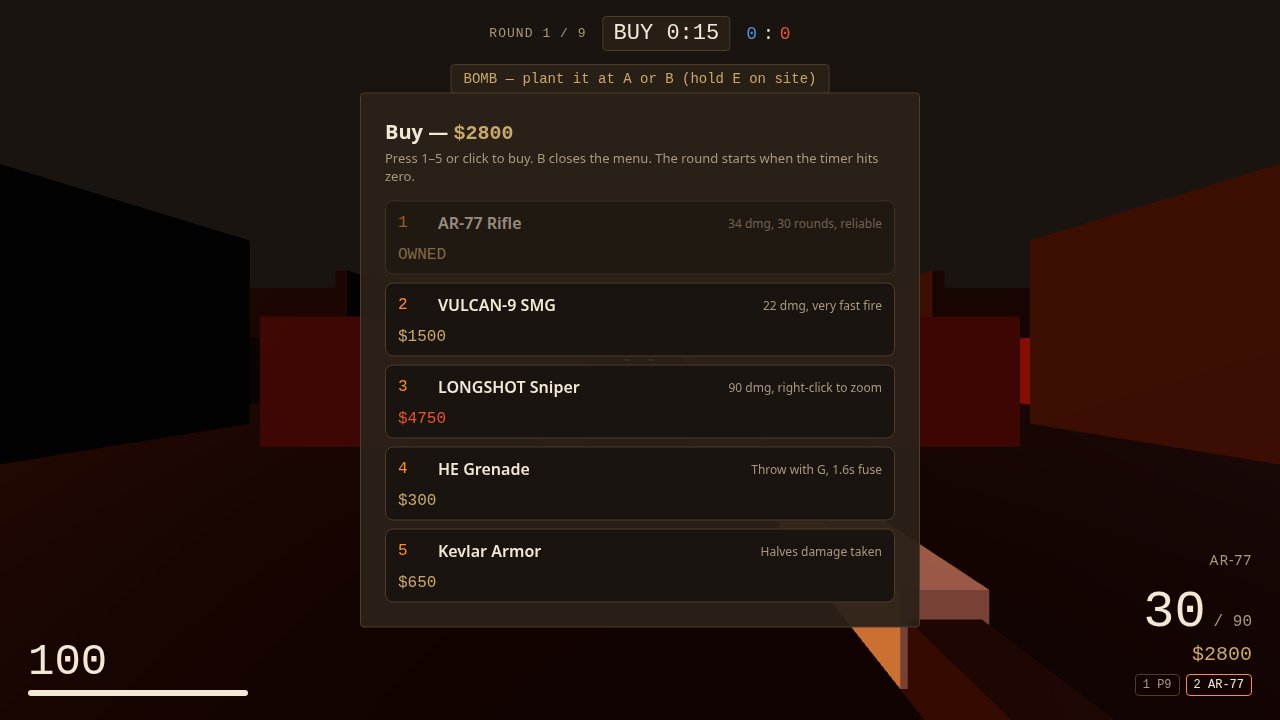 ROUND 1 / 9 BUY 0:15 0 : 0
BOMB — plant it at A or B (hold E on site)
Buy — $2800
Press 1–5 or click to buy. B closes the menu. The round starts when the timer hits
zero.
1 AR-77 Rifle 34 dmg, 30 rounds, reliable
OWNED
2 VULCAN-9 SMG 22 dmg, very fast fire
$1500
3 LONGSHOT Sniper 90 dmg, right-click to zoom
$4750
4 HE Grenade Throw with G, 1.6s fuse
$300
5 Kevlar Armor Halves damage taken
$650
AR-77
30 / 90
$2800
1 P9 2 AR-77
100